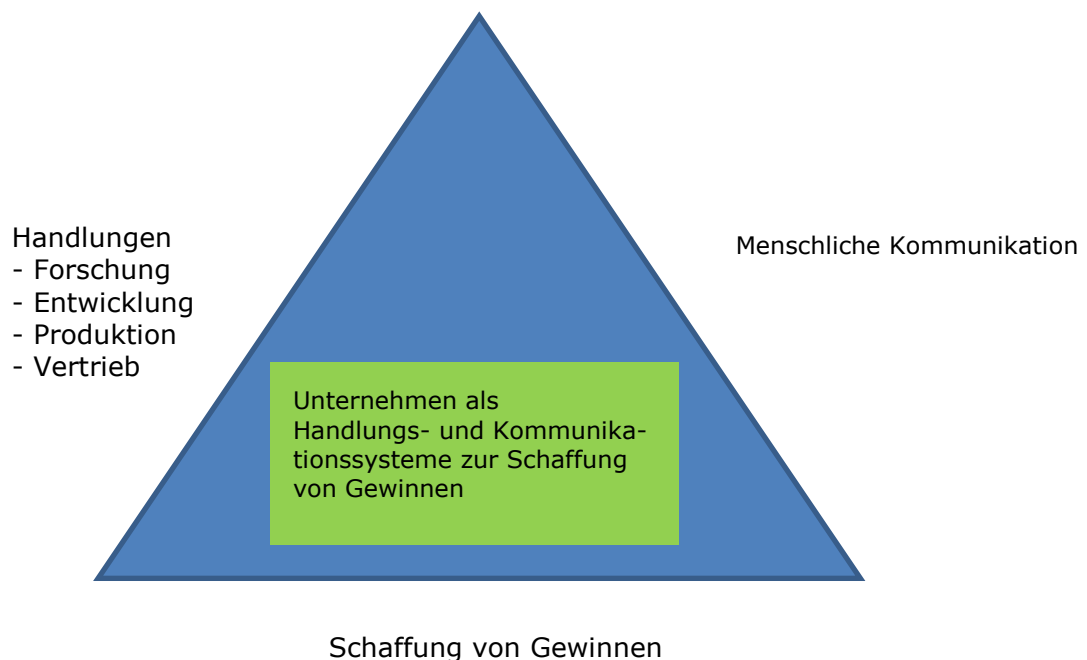 Handlungen
- Forschung
- Entwicklung
- Produktion
- Vertrieb
Menschliche Kommunikation
Unternehmen als
Handlungs- und Kommunika-
tionssysteme zur Schaffung
von Gewinnen
Schaffung von Gewinnen